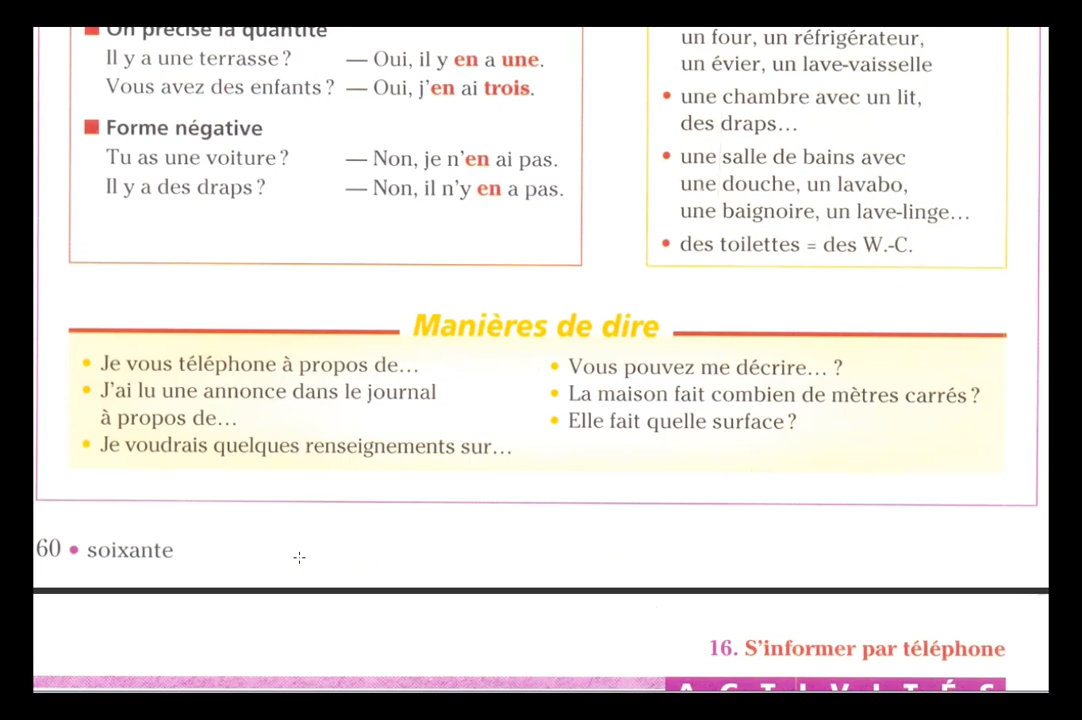 On précise la quantité
Il y a une terrasse ? — Oui, il y en a une.
Vous avez des enfants ? — Oui, j'en ai trois.
Forme négative
Tu as une voiture ? — Non, je n'en ai pas.
Il y a des draps ? — Non, il n'y en a pas.
un four, un réfrigérateur,
un évier, un lave-vaisselle
• une chambre avec un lit,
des draps…
• une salle de bains avec
une douche, un lavabo,
une baignoire, un lave-linge…
• des toilettes = des W.-C.
Manières de dire
• Je vous téléphone à propos de…
• J'ai lu une annonce dans le journal
à propos de…
• Je voudrais quelques renseignements sur…
• Vous pouvez me décrire… ?
• La maison fait combien de mètres carrés ?
• Elle fait quelle surface ?
60 • soixante
16. S'informer par téléphone
ACTIVITÉS